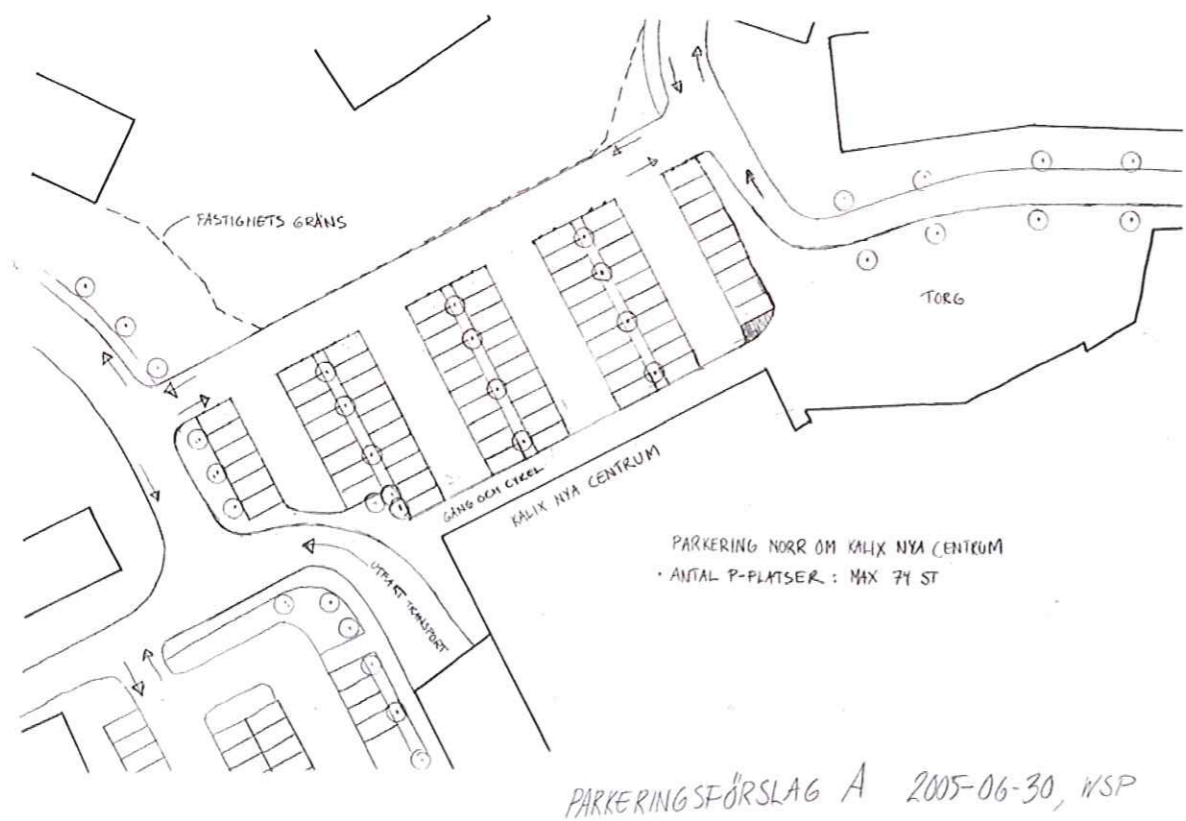 FASTIGHETS GRÄNS
TORG
GÅNG OCH CYKEL
KALIX NYA CENTRUM
PARKERING NORR OM KALIX NYA CENTRUM
• ANTAL P-PLATSER : MAX 74 ST
UTFART TRANSPORT
PARKERINGSFÖRSLAG A 2005-06-30, WSP